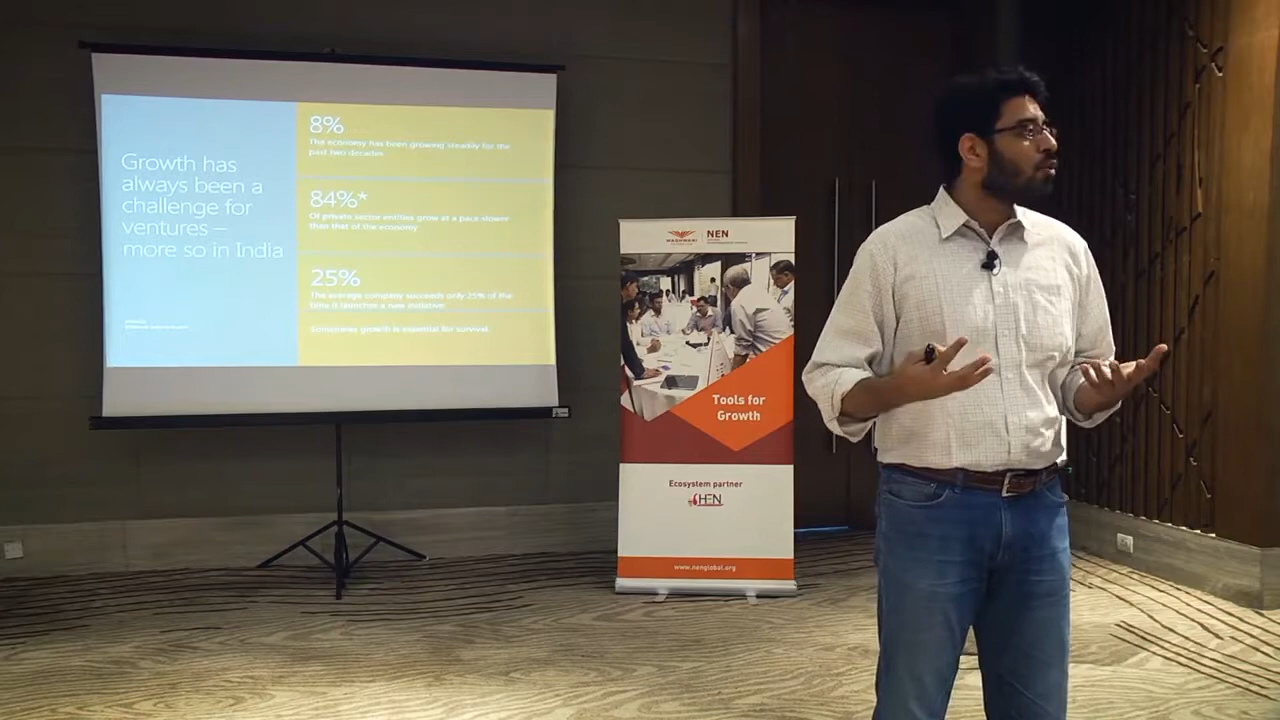 Growth has
always been a
challenge for
ventures –
more so in India
8%
The economy has been growing steadily for the
past two decades
84%*
Of private sector entities grow at a pace slower
than that of the economy
25%
The average company succeeds only 25% of the
time it launches a new initiative
Sometimes growth is essential for survival.
WADHWANI
NEN
Tools for
Growth
Ecosystem partner
HEN
www.nenglobal.org